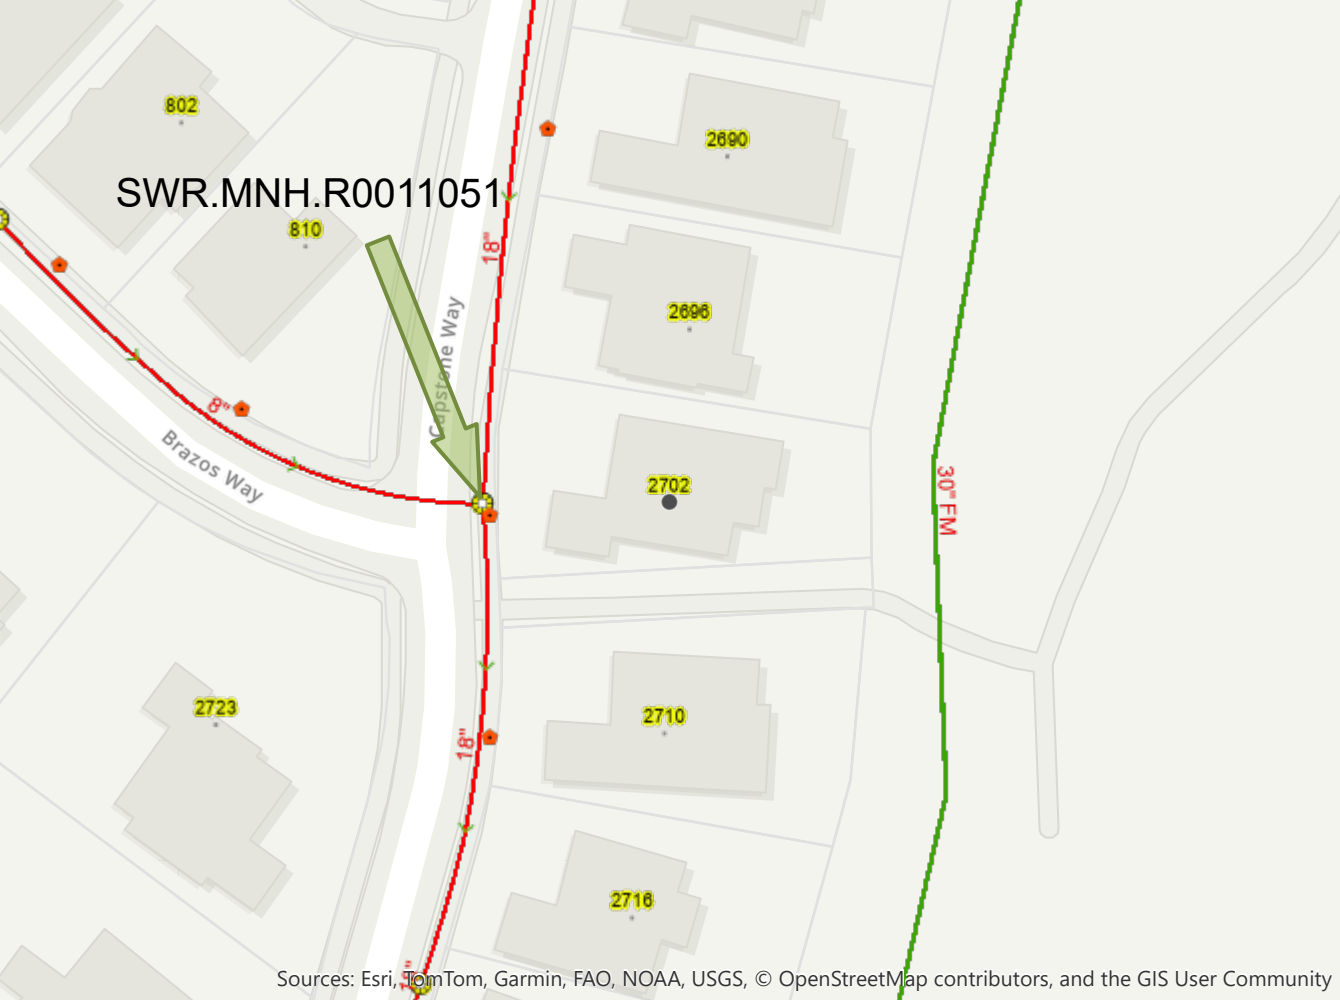 802
2690
SWR.MNH.R0011051
810
18"
2696
Capstone Way
8"
Brazos Way
2702
30" FM
2723
2710
18"
2716
18"
Sources: Esri, TomTom, Garmin, FAO, NOAA, USGS, © OpenStreetMap contributors, and the GIS User Community